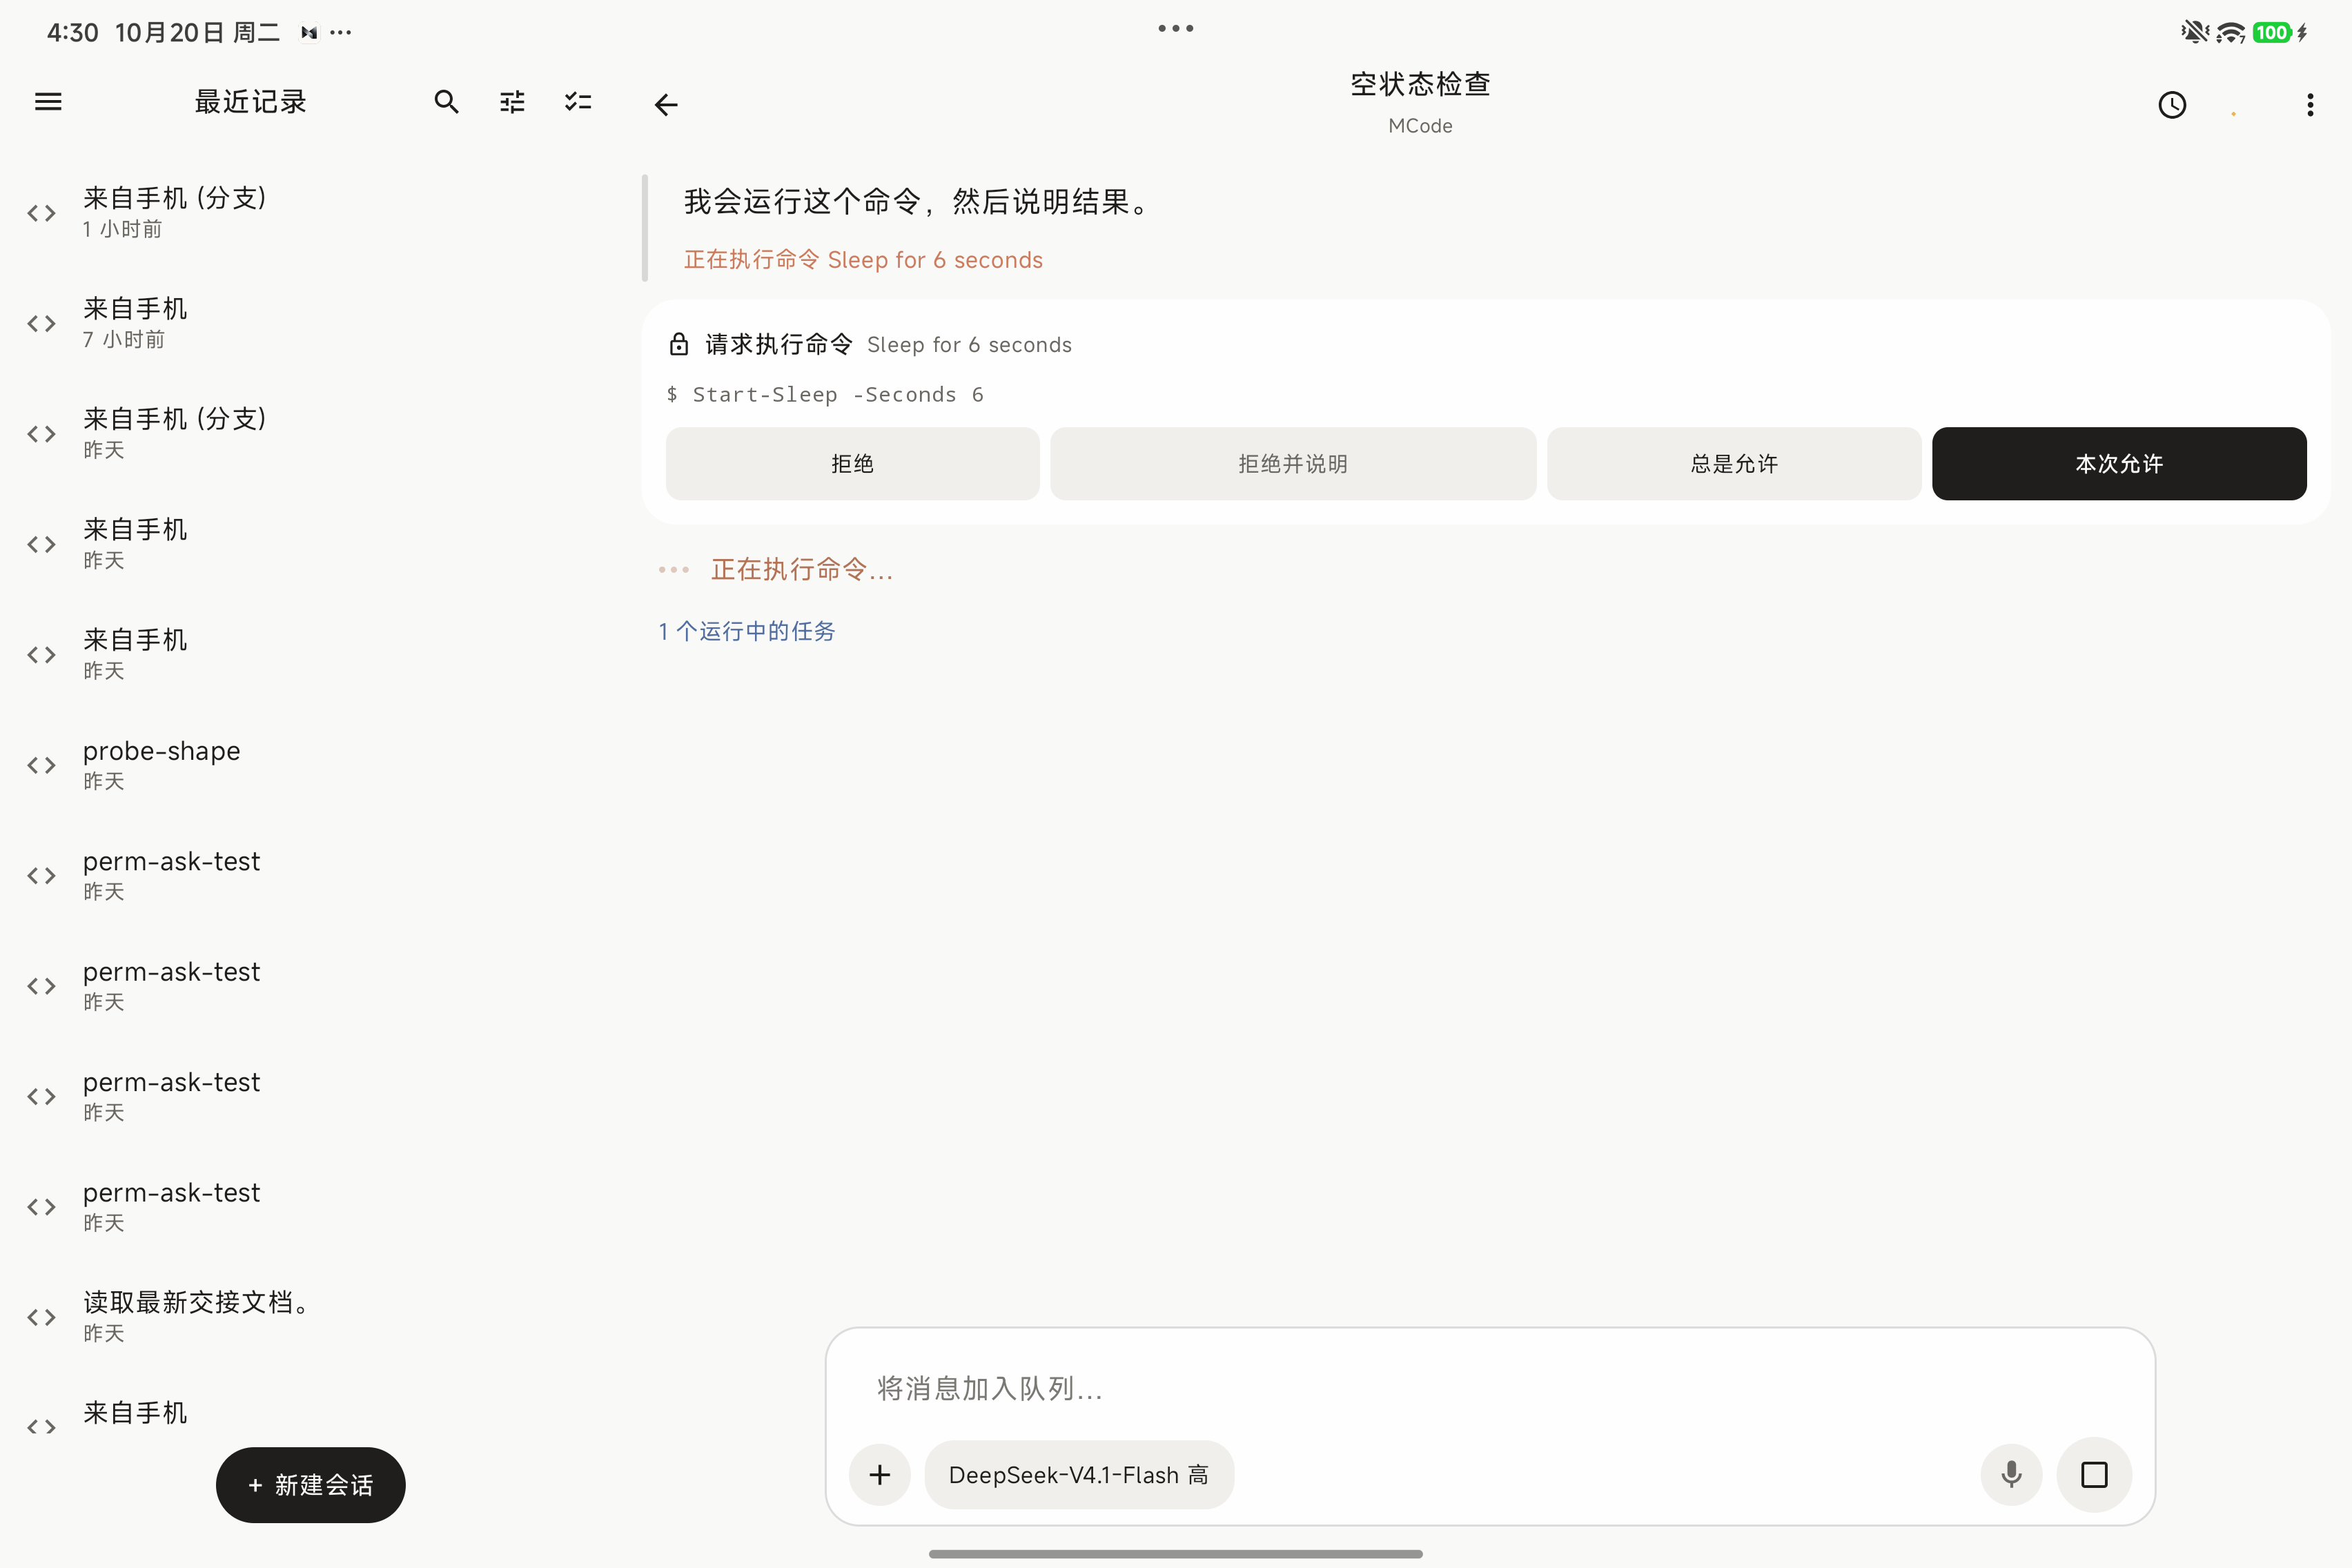 4:30 10月20日 周二
100
最近记录
来自手机 (分支)
1 小时前
来自手机
7 小时前
来自手机 (分支)
昨天
来自手机
昨天
来自手机
昨天
probe-shape
昨天
perm-ask-test
昨天
perm-ask-test
昨天
perm-ask-test
昨天
perm-ask-test
昨天
读取最新交接文档。
昨天
来自手机
+ 新建会话
空状态检查
MCode
我会运行这个命令，然后说明结果。
正在执行命令 Sleep for 6 seconds
请求执行命令 Sleep for 6 seconds
$ Start-Sleep -Seconds 6
拒绝
拒绝并说明
总是允许
本次允许
正在执行命令...
1 个运行中的任务
将消息加入队列...
DeepSeek-V4.1-Flash 高